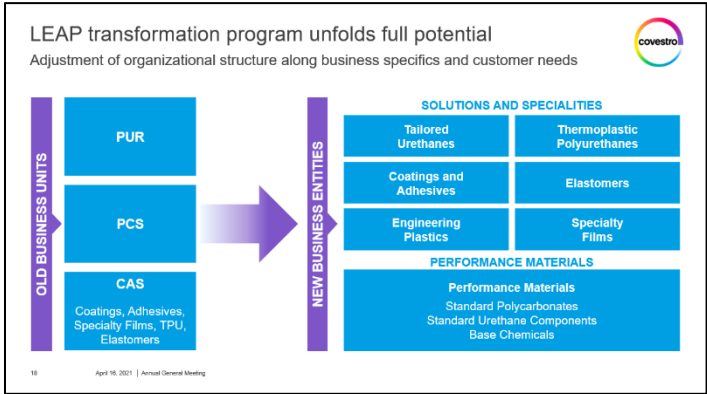 LEAP transformation program unfolds full potential
Adjustment of organizational structure along business specifics and customer needs
covestro
OLD BUSINESS UNITS
PUR
PCS
CAS
Coatings, Adhesives,
Specialty Films, TPU,
Elastomers
NEW BUSINESS ENTITIES
SOLUTIONS AND SPECIALITIES
Tailored
Urethanes
Thermoplastic
Polyurethanes
Coatings and
Adhesives
Elastomers
Engineering
Plastics
Specialty
Films
PERFORMANCE MATERIALS
Performance Materials
Standard Polycarbonates
Standard Urethane Components
Base Chemicals
18
April 16, 2021 | Annual General Meeting